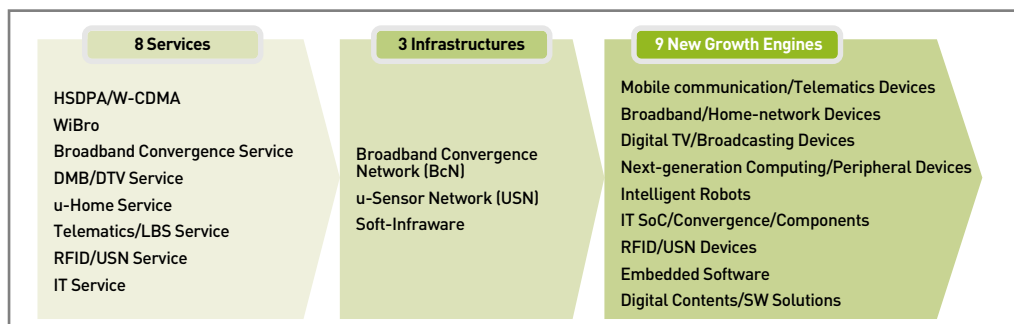 8 Services
HSDPA/W-CDMA
WiBro
Broadband Convergence Service
DMB/DTV Service
u-Home Service
Telematics/LBS Service
RFID/USN Service
IT Service
3 Infrastructures
Broadband Convergence
Network (BcN)
u-Sensor Network (USN)
Soft-Infraware
9 New Growth Engines
Mobile communication/Telematics Devices
Broadband/Home-network Devices
Digital TV/Broadcasting Devices
Next-generation Computing/Peripheral Devices
Intelligent Robots
IT SoC/Convergence/Components
RFID/USN Devices
Embedded Software
Digital Contents/SW Solutions